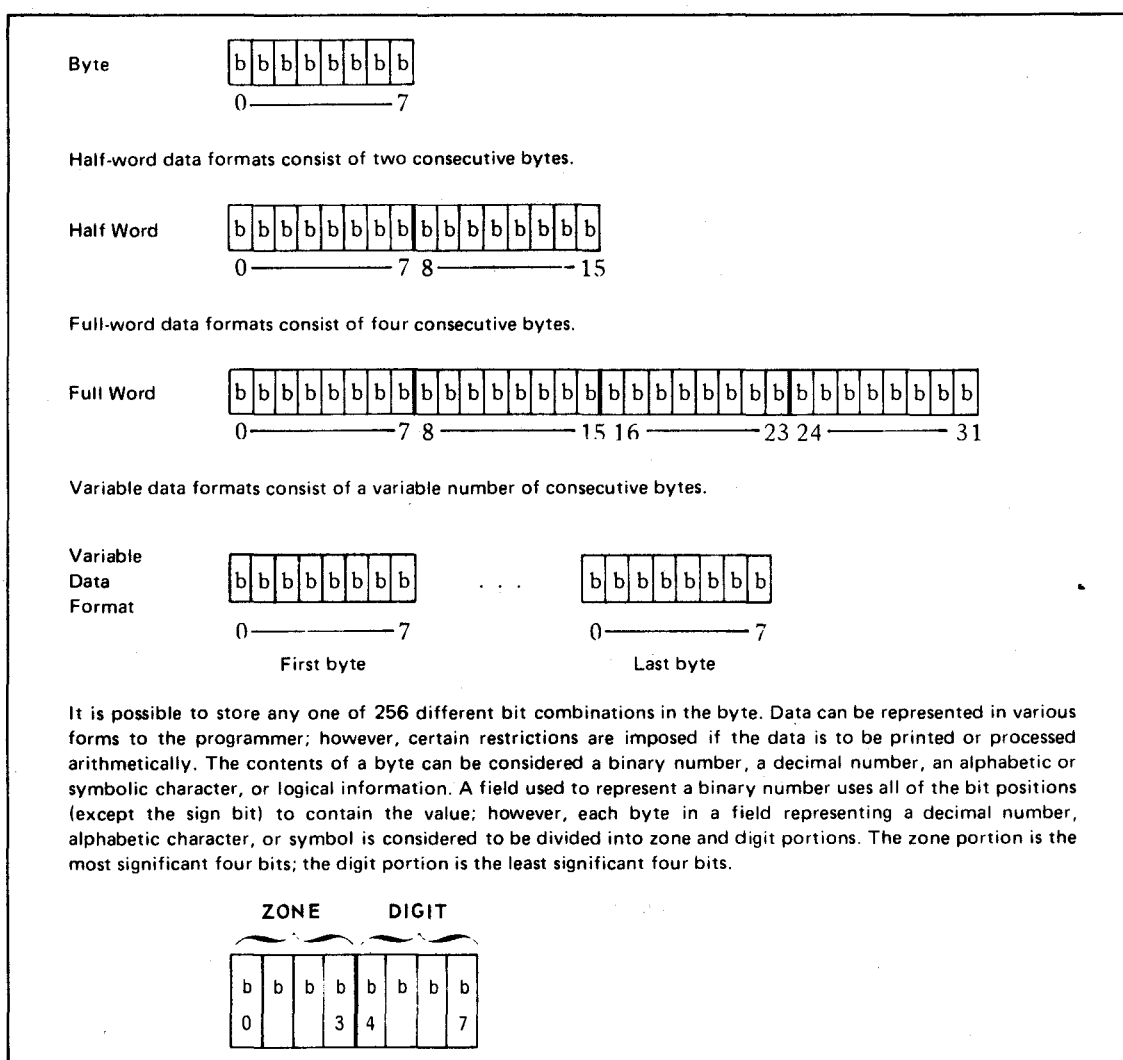 Byte
b b b b b b b b
0 7
Half-word data formats consist of two consecutive bytes.
Half Word
b b b b b b b b b b b b b b b b
0 7 8 15
Full-word data formats consist of four consecutive bytes.
Full Word
b b b b b b b b b b b b b b b b b b b b b b b b b b b b b b b b
0 7 8 15 16 23 24 31
Variable data formats consist of a variable number of consecutive bytes.
Variable
Data
Format
b b b b b b b b . . . b b b b b b b b
0 7 0 7
First byte Last byte
It is possible to store any one of 256 different bit combinations in the byte. Data can be represented in various
forms to the programmer; however, certain restrictions are imposed if the data is to be printed or processed
arithmetically. The contents of a byte can be considered a binary number, a decimal number, an alphabetic or
symbolic character, or logical information. A field used to represent a binary number uses all of the bit positions
(except the sign bit) to contain the value; however, each byte in a field representing a decimal number,
alphabetic character, or symbol is considered to be divided into zone and digit portions. The zone portion is the
most significant four bits; the digit portion is the least significant four bits.
ZONE DIGIT
b b b b b b b b
0 3 4 7